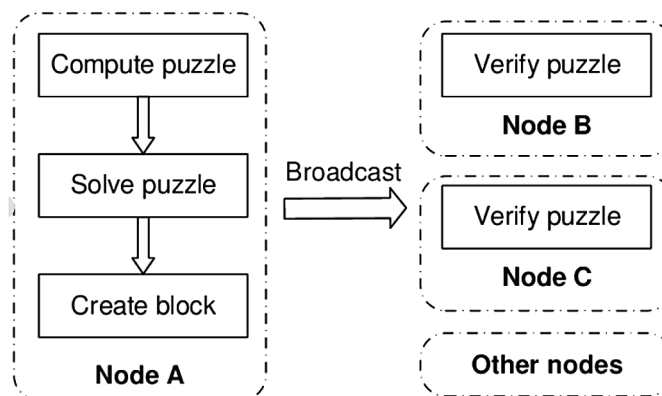 Compute puzzle
Solve puzzle
Create block
Node A
Broadcast
Verify puzzle
Node B
Verify puzzle
Node C
Other nodes